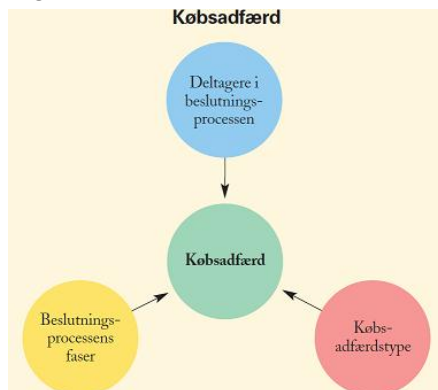 Købsadfærd
Deltagere i
beslutnings-
processen
Købsadfærd
Beslutnings-
processens
faser
Købs-
adfærdstype